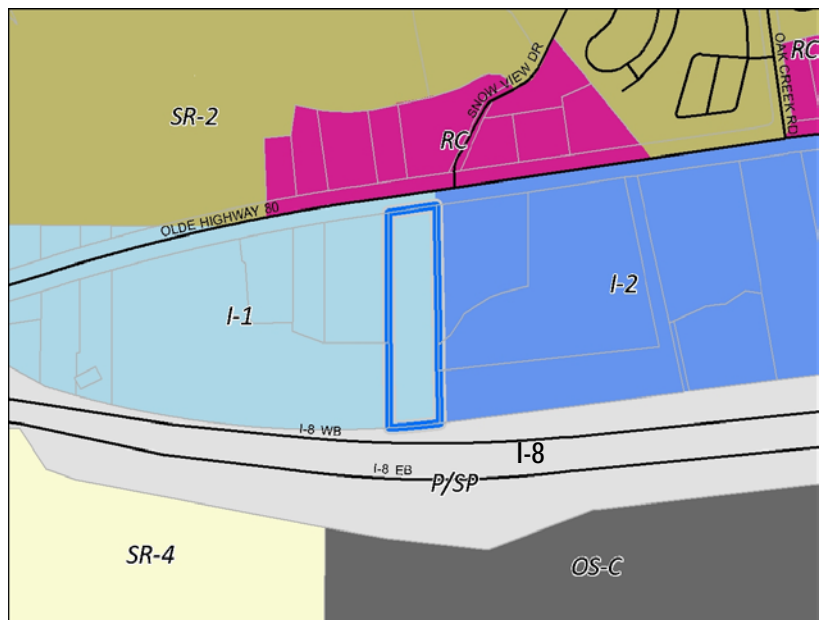 RC
OAK CREEK RD
SNOW VIEW DR
SR-2
RC
OLDE HIGHWAY 80
I-2
I-1
I-8 WB
I-8
I-8 EB
P/SP
SR-4
OS-C